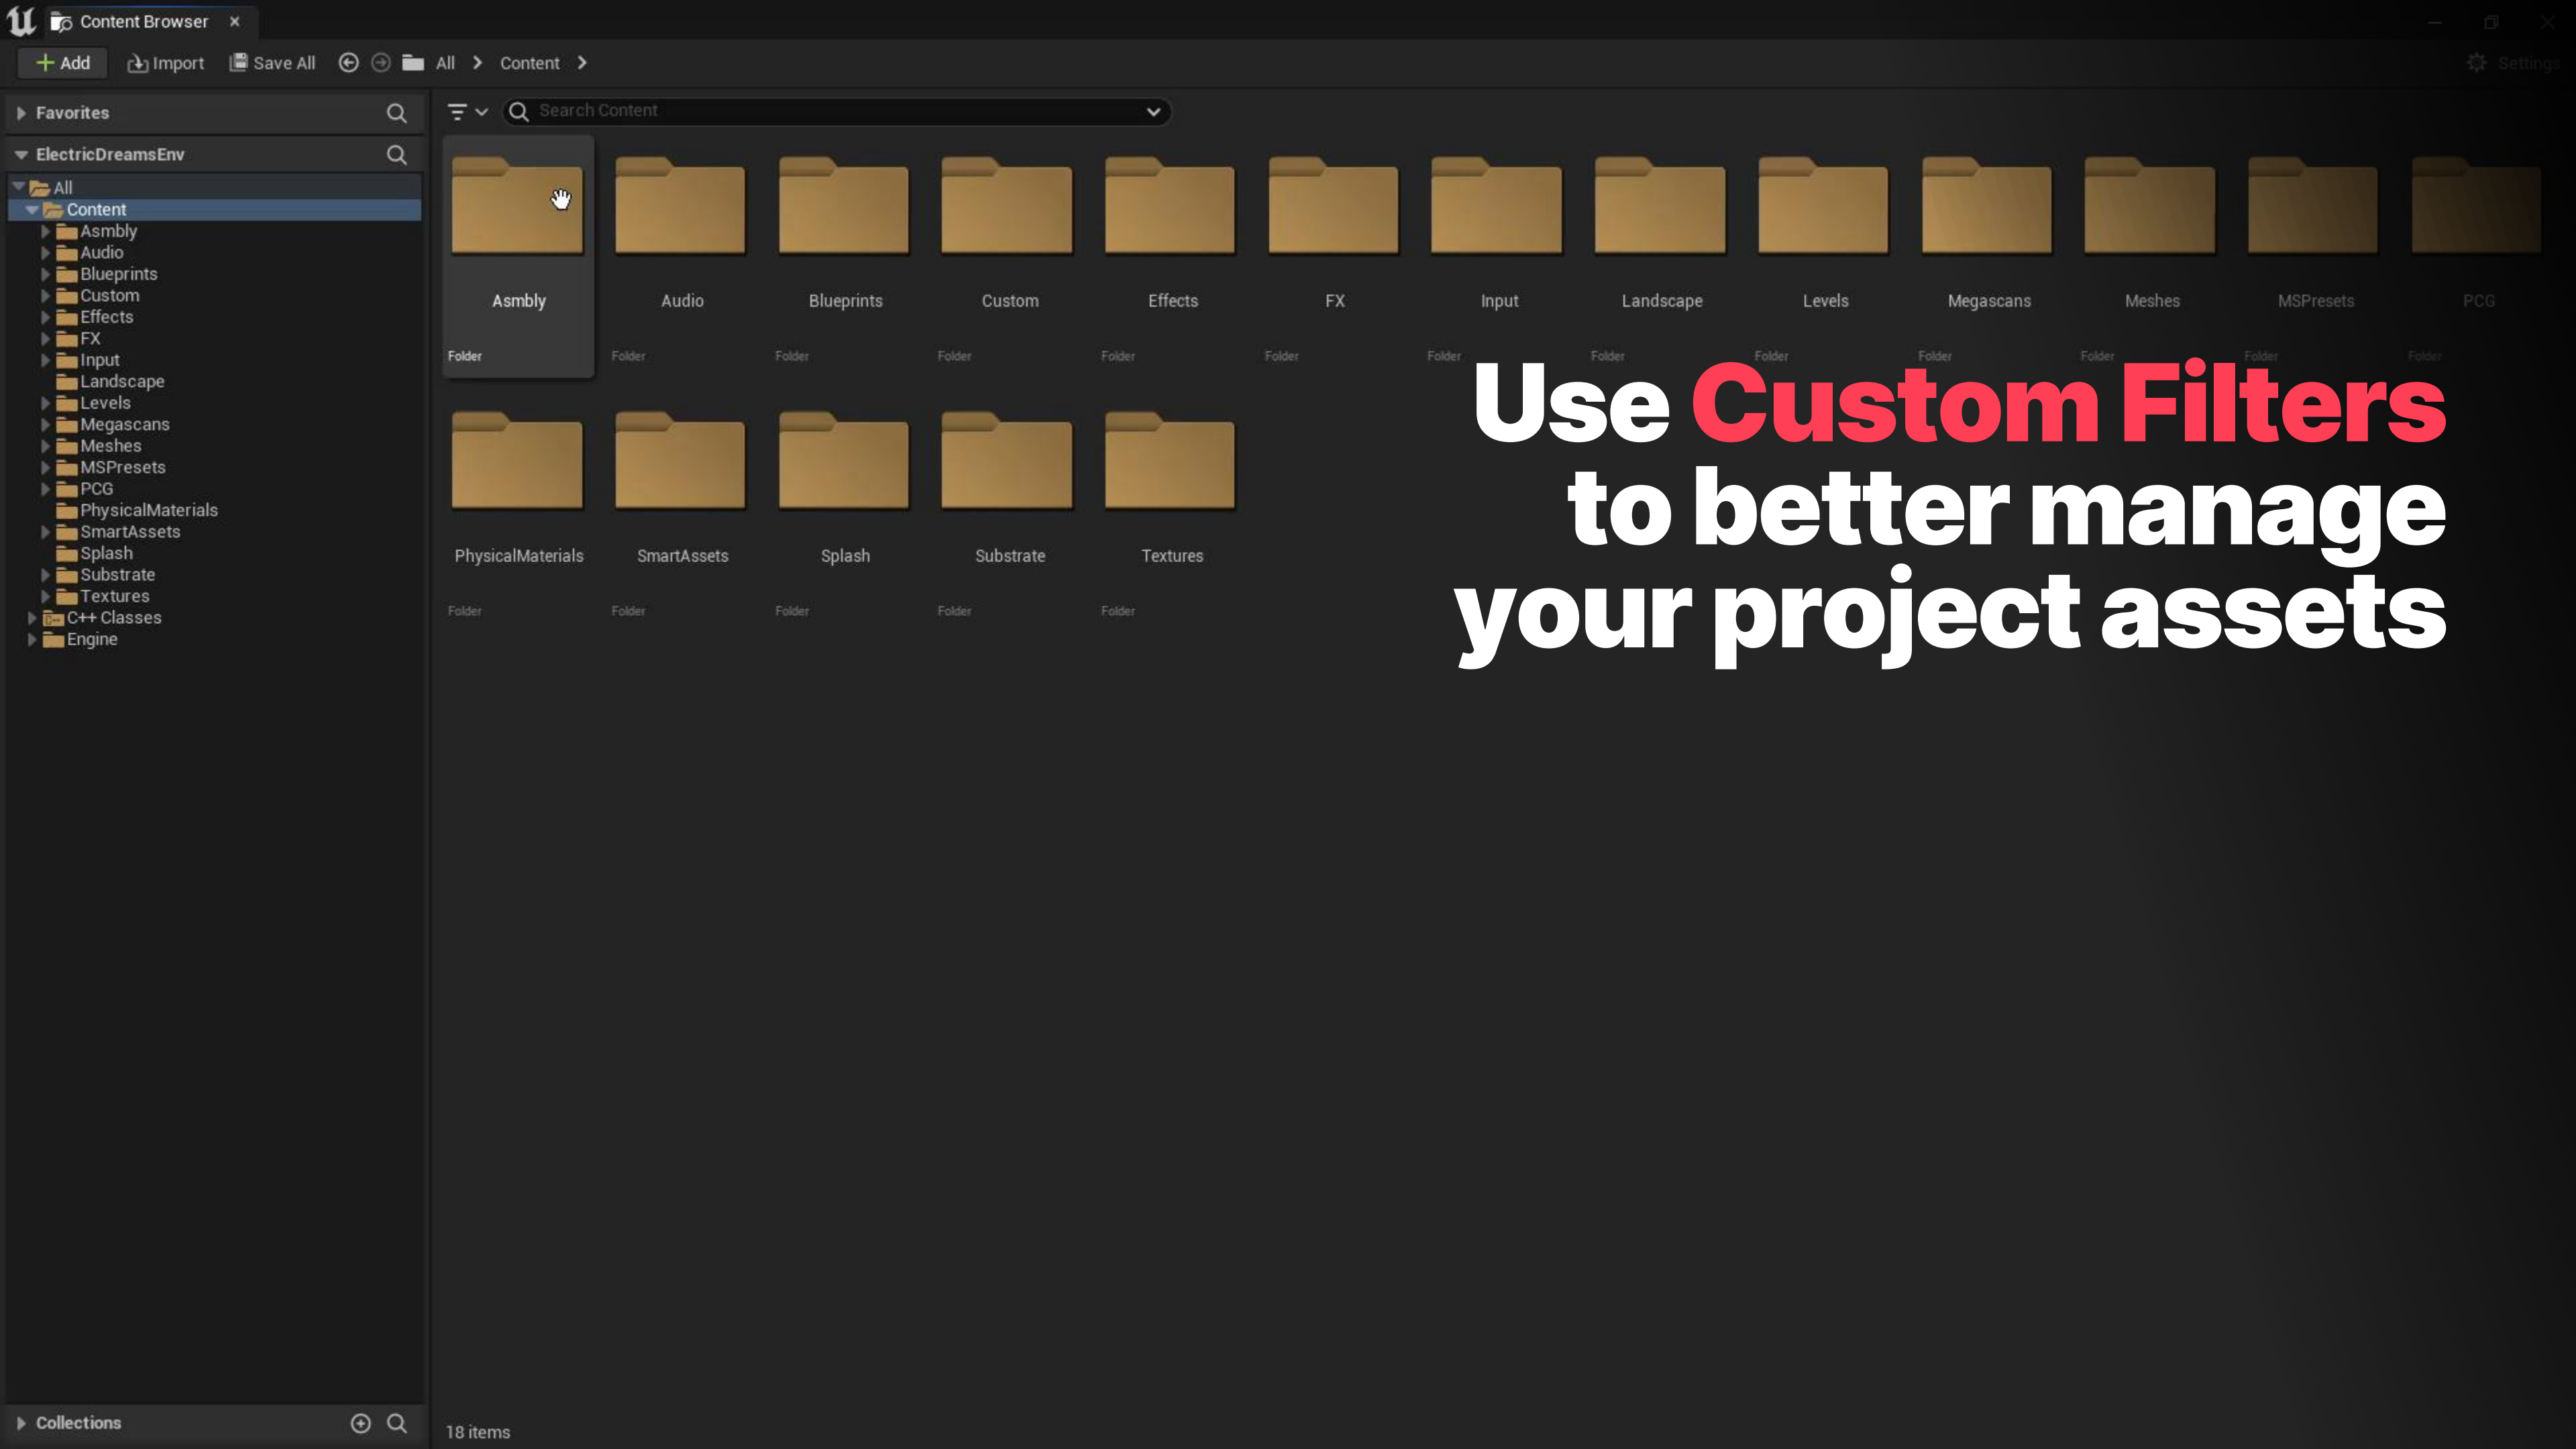 Content Browser
Add Import Save All All Content Settings
Favorites
Search Content
ElectricDreamsEnv
All
Content
Asmbly
Audio
Blueprints
Custom
Effects
FX
Input
Landscape
Levels
Megascans
Meshes
MSPresets
PCG
PhysicalMaterials
SmartAssets
Splash
Substrate
Textures
C++ Classes
Engine
Collections
Asmbly Audio Blueprints Custom Effects FX Input Landscape Levels Megascans Meshes MSPresets PCG
Folder Folder Folder Folder Folder Folder Folder Folder Folder Folder Folder Folder Folder
PhysicalMaterials SmartAssets Splash Substrate Textures
Folder Folder Folder Folder Folder
Use Custom Filters
to better manage
your project assets
18 items